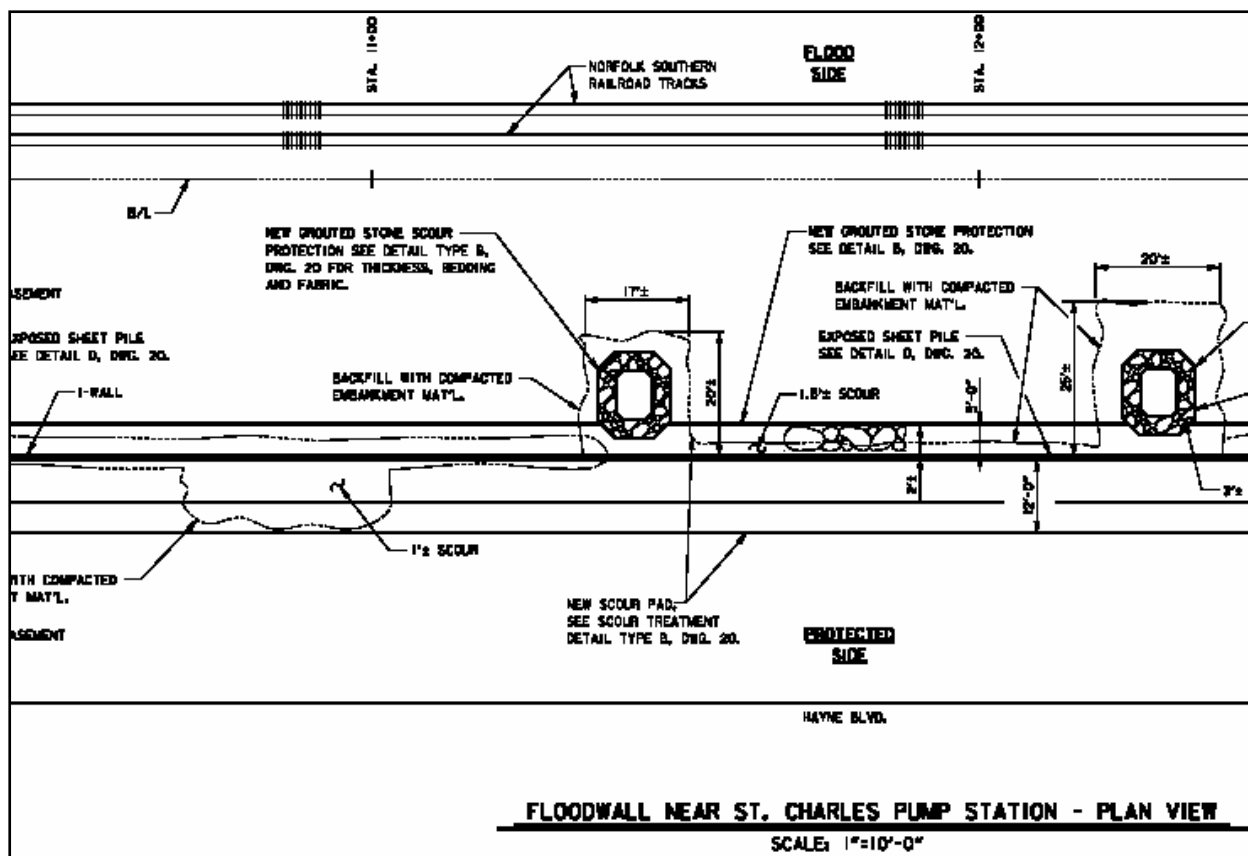 STA. 11+00
FLOOD
SIDE
STA. 12+00
NORFOLK SOUTHERN
RAILROAD TRACKS
B/L
NEW GROUTED STONE SCOUR
PROTECTION SEE DETAIL TYPE B,
DWG. 20 FOR THICKNESS, BEDDING
AND FABRIC.
NEW GROUTED STONE PROTECTION
SEE DETAIL B, DWG. 20.
20'±
17'±
BACKFILL WITH COMPACTED
EMBANKMENT MAT'L.
ASEMENT
XPOSED SHEET PILE
EE DETAIL D, DWG. 20.
EXPOSED SHEET PILE
SEE DETAIL D, DWG. 20.
I-WALL
BACKFILL WITH COMPACTED
EMBANKMENT MAT'L.
20'±
1.5'± SCOUR
25'±
2'±
12'-0"
3'±
1'± SCOUR
ITH COMPACTED
T MAT'L.
NEW SCOUR PAD,
SEE SCOUR TREATMENT
DETAIL TYPE B, DWG. 20.
ASEMENT
PROTECTED
SIDE
HAYNE BLVD.
FLOODWALL NEAR ST. CHARLES PUMP STATION - PLAN VIEW
SCALE: 1"=10'-0"